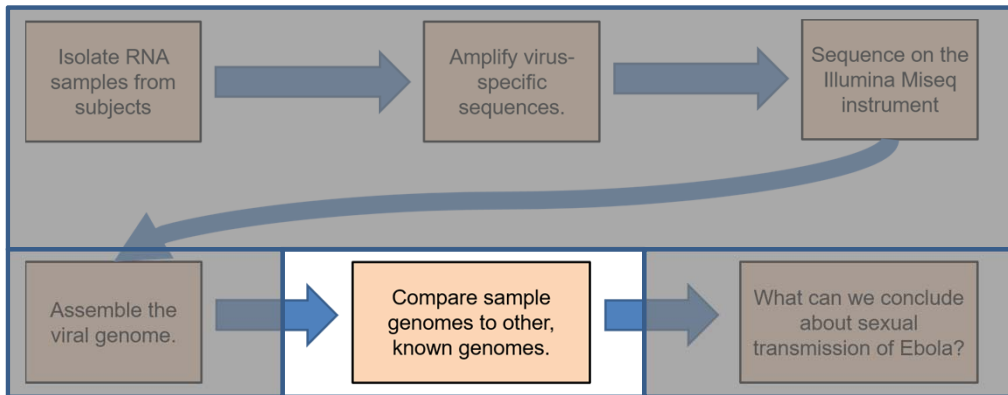 Isolate RNA
samples from
subjects
Amplify virus-
specific
sequences.
Sequence on the
Illumina Miseq
instrument
Assemble the
viral genome.
Compare sample
genomes to other,
known genomes.
What can we conclude
about sexual
transmission of Ebola?